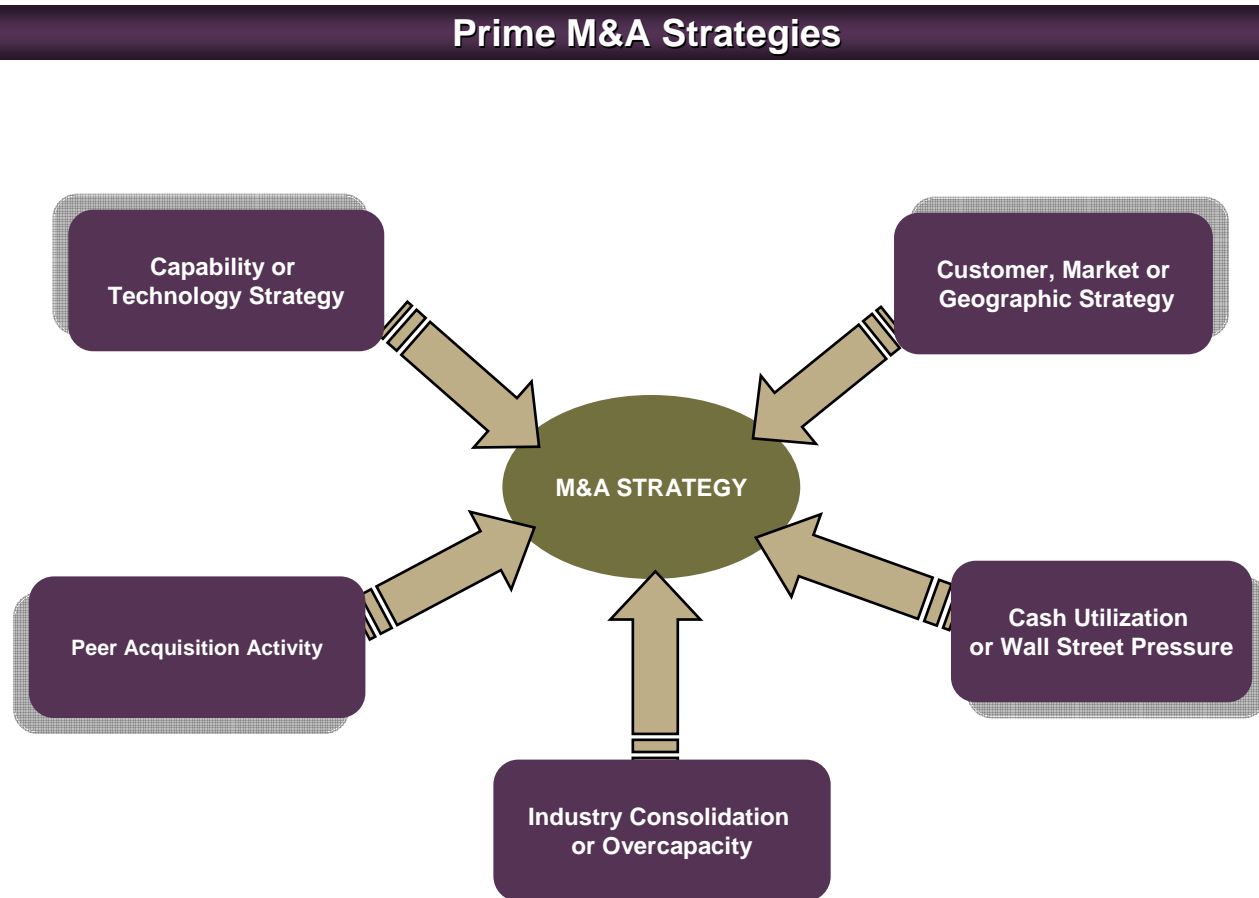 Prime M&A Strategies
Capability or
Technology Strategy
Customer, Market or
Geographic Strategy
M&A STRATEGY
Peer Acquisition Activity
Cash Utilization
or Wall Street Pressure
Industry Consolidation
or Overcapacity